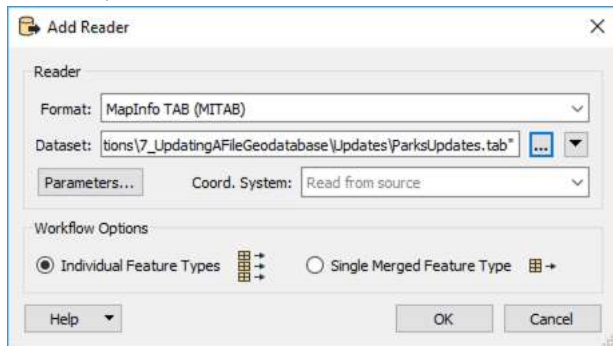 Add Reader
Reader
Format: MapInfo TAB (MITAB)
Dataset: tions\7_UpdatingAFileGeodatabase\Updates\ParksUpdates.tab" ...
Parameters... Coord. System: Read from source
Workflow Options
Individual Feature Types Single Merged Feature Type
Help OK Cancel